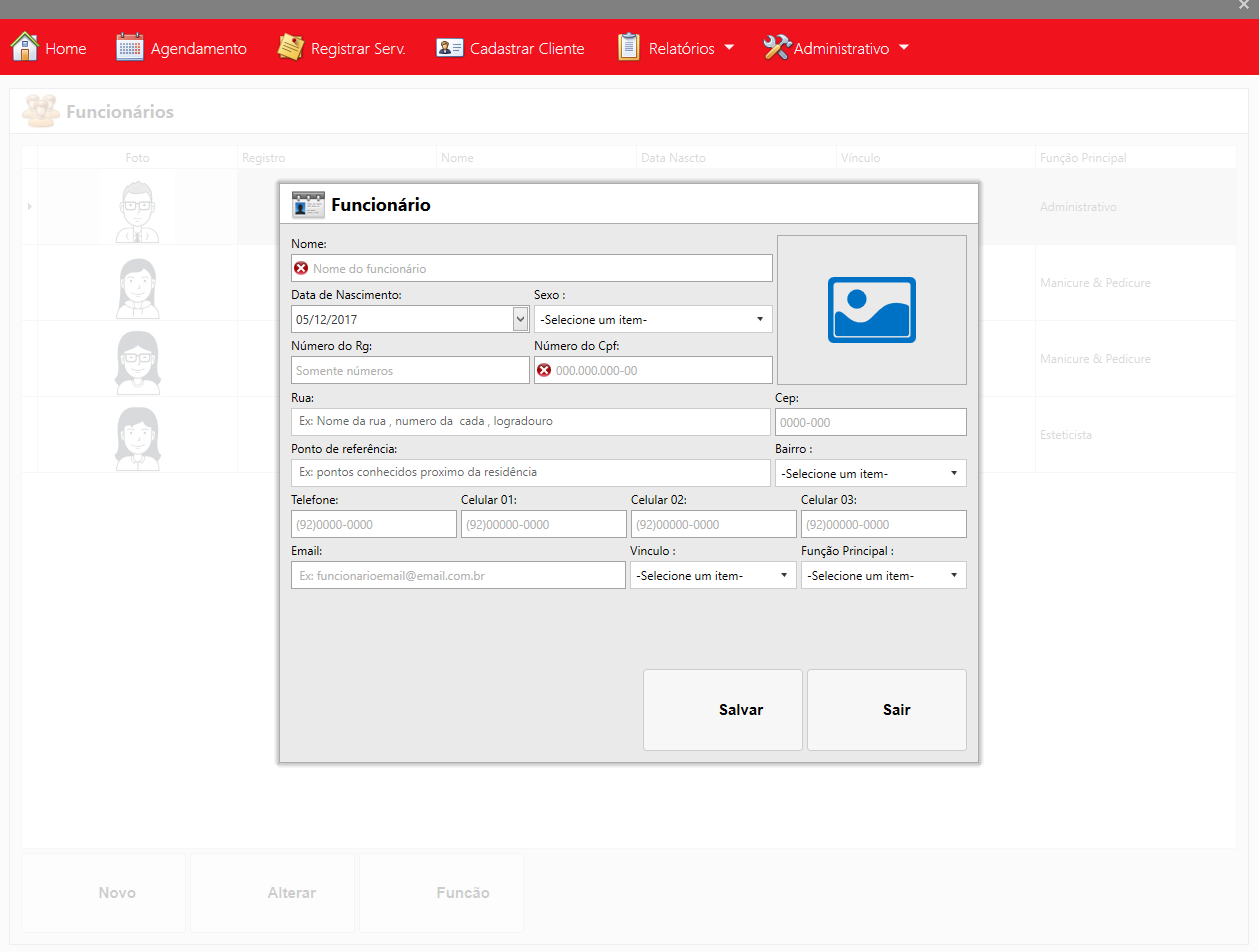 Home Agendamento Registrar Serv. Cadastrar Cliente Relatórios Administrativo
Funcionários
Foto Registro Nome Data Nascto Vínculo Função Principal
Administrativo
Manicure & Pedicure
Manicure & Pedicure
Esteticista
Funcionário
Nome:
Nome do funcionário
Data de Nascimento: Sexo :
05/12/2017 -Selecione um item-
Número do Rg: Número do Cpf:
Somente números 000.000.000-00
Rua: Cep:
Ex: Nome da rua , numero da cada , logradouro 0000-000
Ponto de referência: Bairro :
Ex: pontos conhecidos proximo da residência -Selecione um item-
Telefone: Celular 01: Celular 02: Celular 03:
(92)0000-0000 (92)00000-0000 (92)00000-0000 (92)00000-0000
Email: Vinculo : Função Principal :
Ex: funcionarioemail@email.com.br -Selecione um item- -Selecione um item-
Salvar Sair
Novo Alterar Funcão